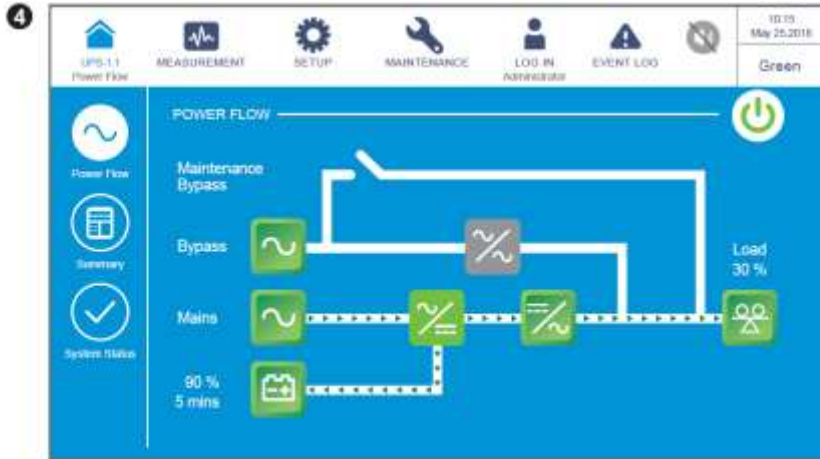 4
10:15
May 25,2018
Green
UPS-1.1
Power Flow
MEASUREMENT
SETUP
MAINTENANCE
LOG IN
Administrator
EVENT LOG
POWER FLOW
Power Flow
Summary
System Status
Maintenance
Bypass
Bypass
Load
30 %
Mains
90 %
5 mins